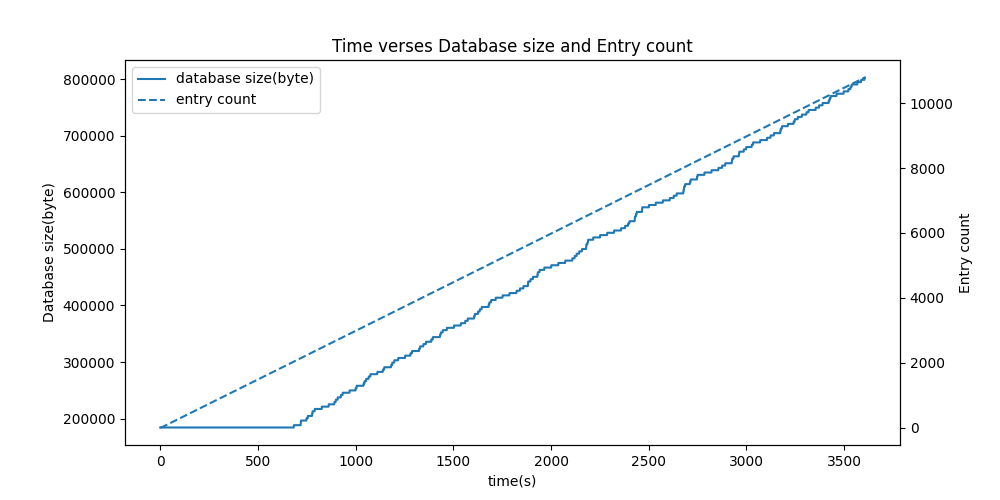 Time verses Database size and Entry count
database size(byte)
entry count
800000
700000
600000
500000
400000
300000
200000
Database size(byte)
10000
8000
6000
4000
2000
0
Entry count
0 500 1000 1500 2000 2500 3000 3500
time(s)